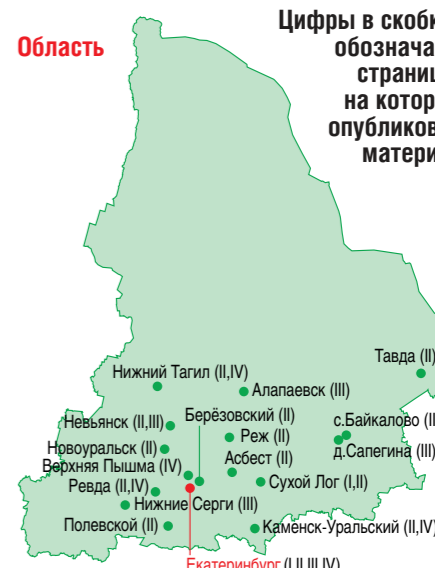 Область
Цифры в скобк
обозначa
страниц
на котор
опубликов
матери
Тавда (II)
Нижний Тагил (II,IV)
Алапаевск (III)
Невьянск (II,III)
Берёзовский (II)
с.Байкалово (II
Реж (II)
Новоуральск (II)
д.Сапегина (III)
Верхняя Пышма (IV)
Асбест (II)
Ревда (II,IV)
Сухой Лог (I,II)
Нижние Серги (III)
Полевской (II)
Каменск-Уральский (II,IV)
Екатеринбург (I,II,III,IV)